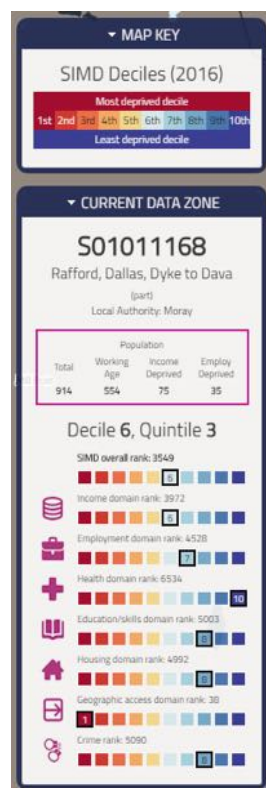 MAP KEY
SIMD Deciles (2016)
Most deprived decile
1st 2nd 3rd 4th 5th 6th 7th 8th 9th 10th
Least deprived decile
CURRENT DATA ZONE
S01011168
Rafford, Dallas, Dyke to Dava
(part)
Local Authority: Moray
Population
Total Working Age Income Deprived Employ Deprived
914 554 75 35
Decile 6, Quintile 3
SIMD overall rank: 3549
6
Income domain rank: 3972
6
Employment domain rank: 4528
7
Health domain rank: 6534
10
Education/skills domain rank: 5003
8
Housing domain rank: 4992
8
Geographic access domain rank: 38
1
Crime rank: 5090
8